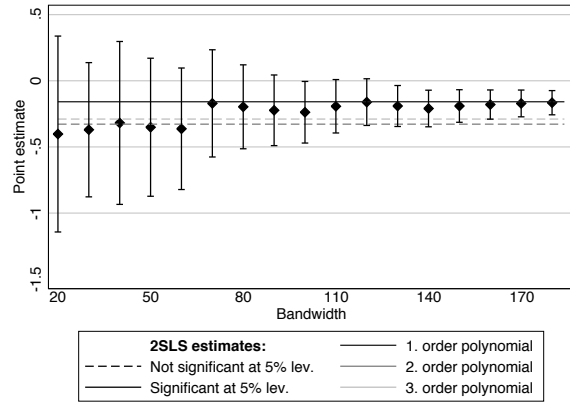 .5
0
-.5
-1
-1.5
Point estimate
20 50 80 110 140 170
Bandwidth
2SLS estimates:
Not significant at 5% lev.
Significant at 5% lev.
1. order polynomial
2. order polynomial
3. order polynomial